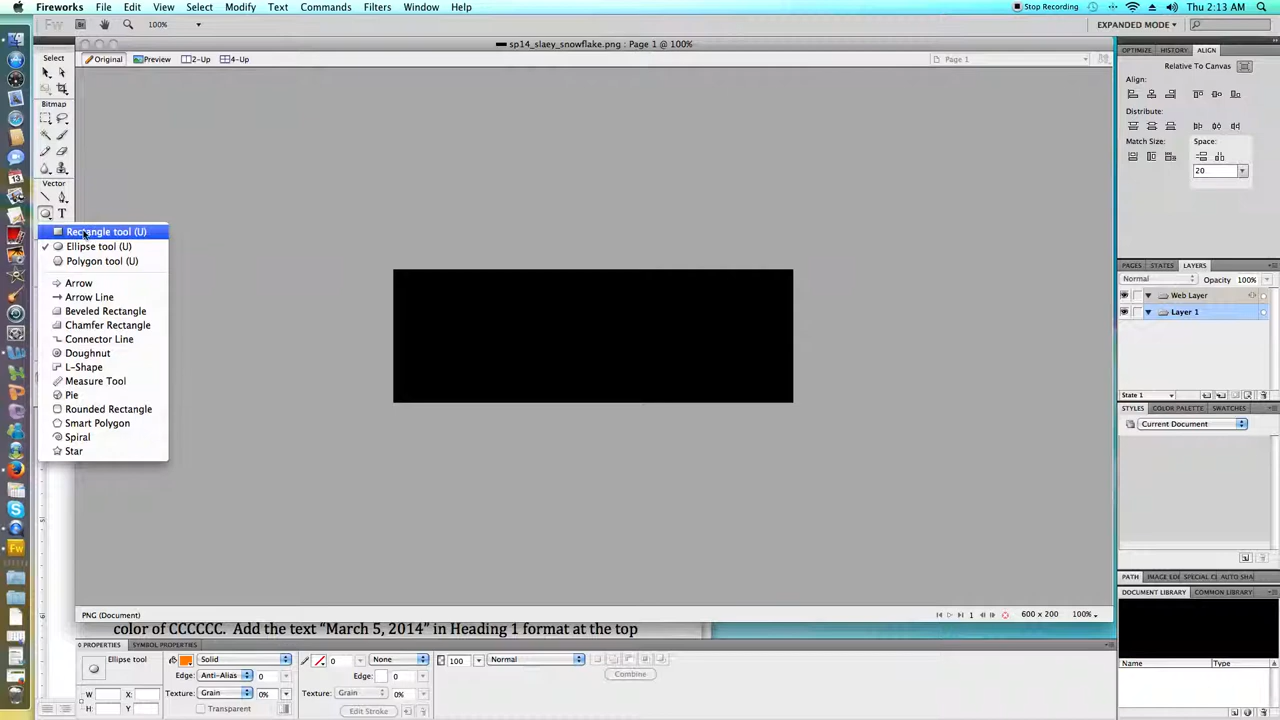 Fireworks File Edit View Select Modify Text Commands Filters Window Help Stop Recording Thu 2:13 AM
Fw 100% EXPANDED MODE
sp14_slaey_snowflake.png : Page 1 @ 100%
Original Preview 2-Up 4-Up Page 1
OPTIMIZE HISTORY ALIGN
Relative To Canvas
Align:
Distribute:
Match Size: Space:
20
Select
Bitmap
Vector
T
Rectangle tool (U)
Ellipse tool (U)
Polygon tool (U)
Arrow
Arrow Line
Beveled Rectangle
Chamfer Rectangle
Connector Line
Doughnut
L-Shape
Measure Tool
Pie
Rounded Rectangle
Smart Polygon
Spiral
Star
PAGES STATES LAYERS
Normal Opacity 100%
Web Layer
Layer 1
State 1
STYLES COLOR PALETTE SWATCHES
Current Document
PATH SPECIAL AUTO SHA
DOCUMENT LIBRARY COMMON LIBRARY
Name Type
PNG (Document) 1 600 x 200 100%
color of CCCCCC. Add the text “March 5, 2014” in Heading 1 format at the top
PROPERTIES SYMBOL PROPERTIES
Ellipse tool Solid 0 None 100 Normal
Edge: Anti-Alias 0 Edge: 0 Combine
W: X: Texture: Grain 0% Texture: Grain 0%
H: Y: Transparent Edit Stroke